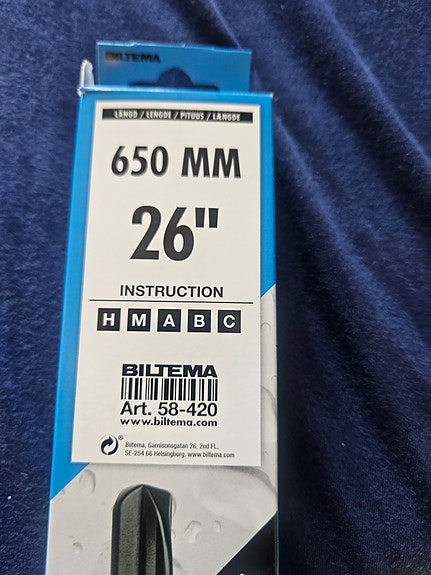 BILTEMA
LÄNGD / LENGDE / PITUUS / LÆNGDE
650 MM
26"
INSTRUCTION
H M A B C
BILTEMA
Art. 58-420
www.biltema.com
Biltema, Garnisonsgatan 26, 2nd FL.
SE-254 66 Helsingborg. www.biltema.com